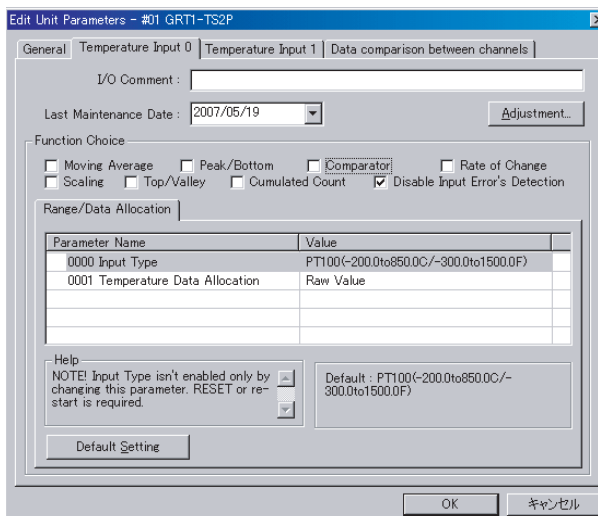 Edit Unit Parameters - #01 GRT1-TS2P
General
Temperature Input 0
Temperature Input 1
Data comparison between channels
I/O Comment :
Last Maintenance Date : 2007/05/19
Adjustment...
Function Choice
Moving Average
Peak/Bottom
Comparator
Rate of Change
Scaling
Top/Valley
Cumulated Count
Disable Input Error's Detection
Range/Data Allocation
Parameter Name Value
0000 Input Type PT100(-200.0to850.0C/-300.0to1500.0F)
0001 Temperature Data Allocation Raw Value
Help
NOTE! Input Type isn't enabled only by
changing this parameter. RESET or re-
start is required.
Default : PT100(-200.0to850.0C/-
300.0to1500.0F)
Default Setting
OK
キャンセル